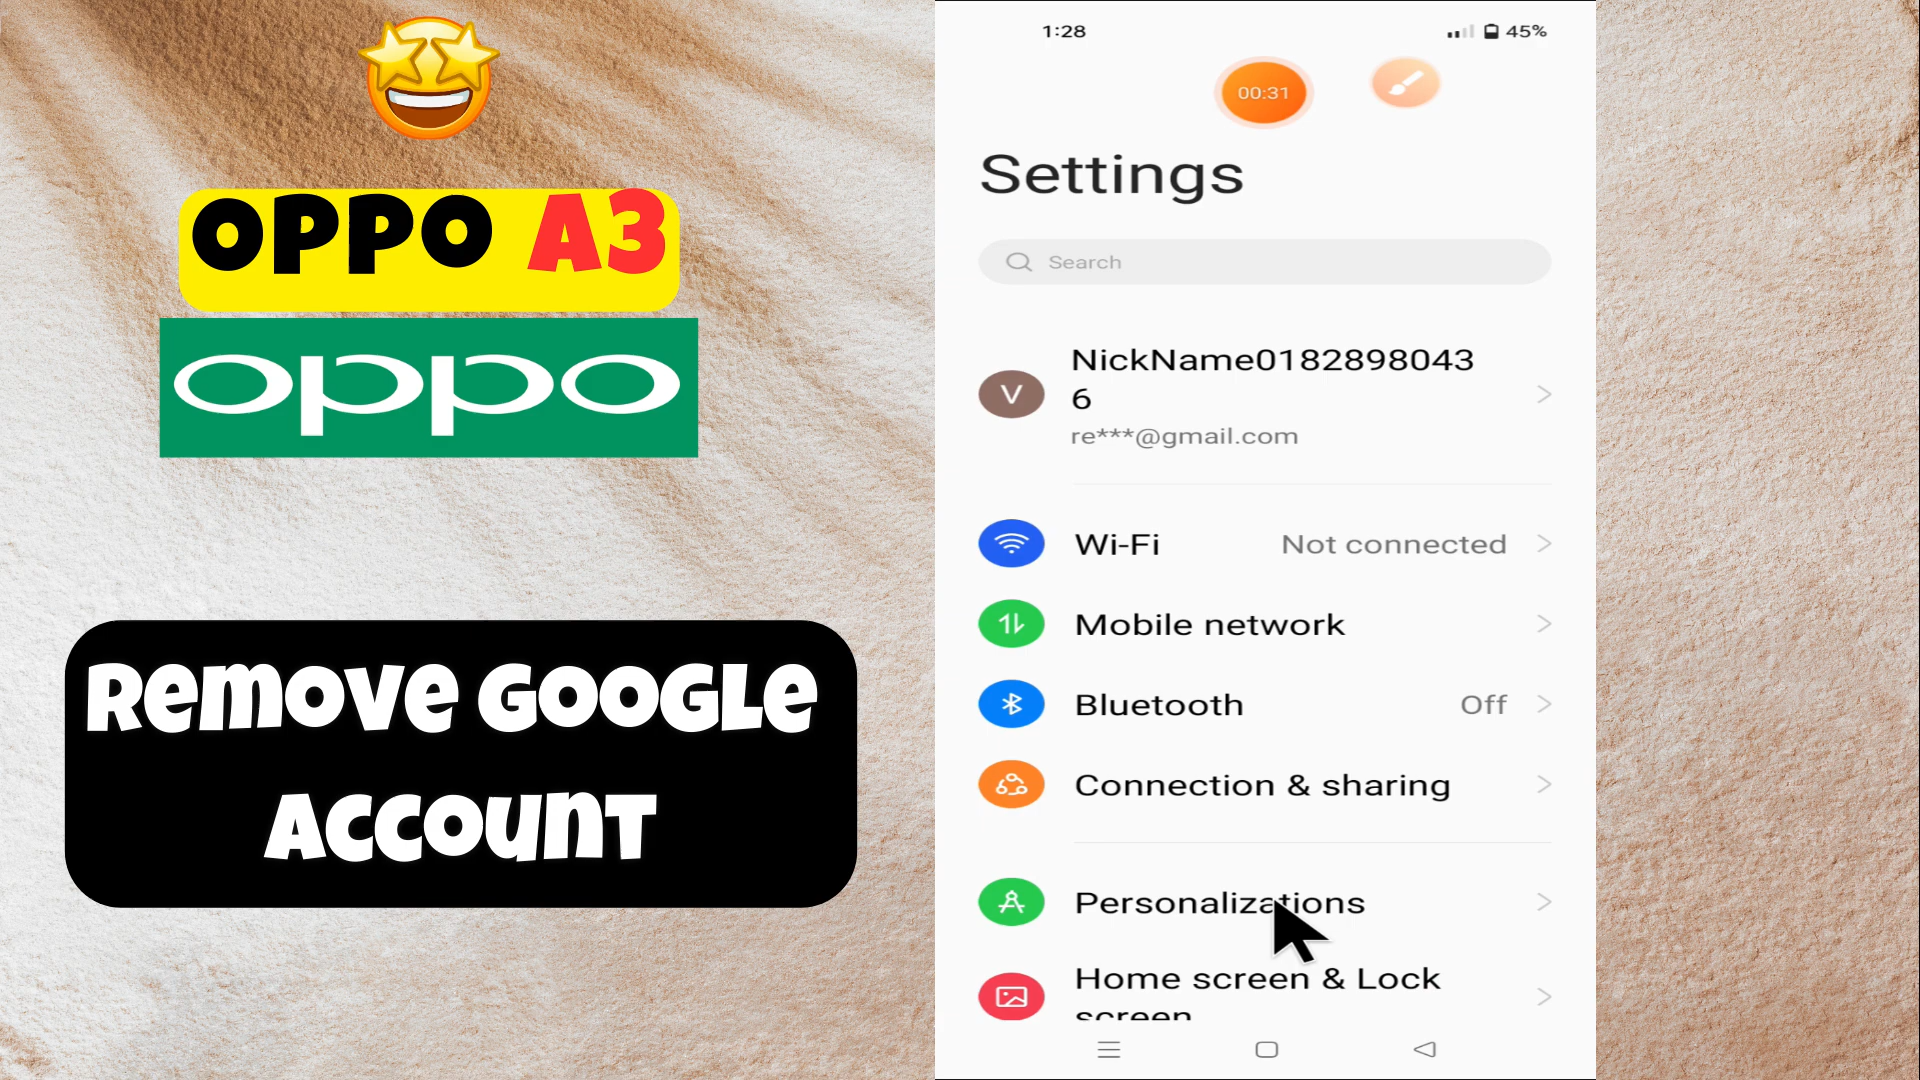 OPPO A3
oppo
Remove Google
Account
1:28
45%
00:31
Settings
Search
V
NickName0182898043
6
re***@gmail.com
Wi-Fi
Not connected
Mobile network
Bluetooth
Off
Connection & sharing
Personalizations
Home screen & Lock
screen